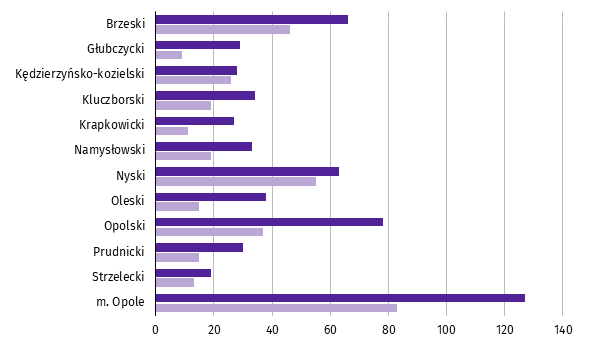 Brzeski
Głubczycki
Kędzierzyńsko-kozielski
Kluczborski
Krapkowicki
Namysłowski
Nyski
Oleski
Opolski
Prudnicki
Strzelecki
m. Opole
0 20 40 60 80 100 120 140